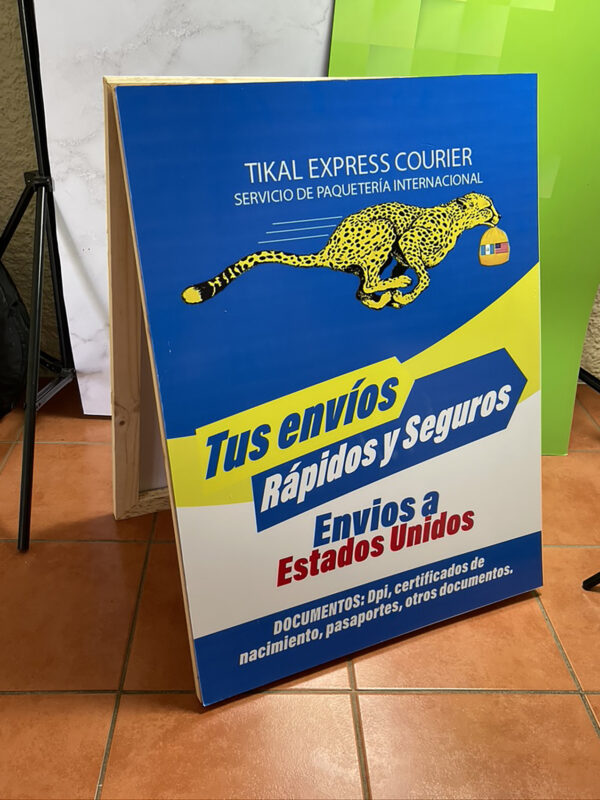 TIKAL EXPRESS COURIER
SERVICIO DE PAQUETERÍA INTERNACIONAL
Tus envíos
Rápidos y Seguros
Envios a
Estados Unidos
DOCUMENTOS: Dpi, certificados de
nacimiento, pasaportes, otros documentos.